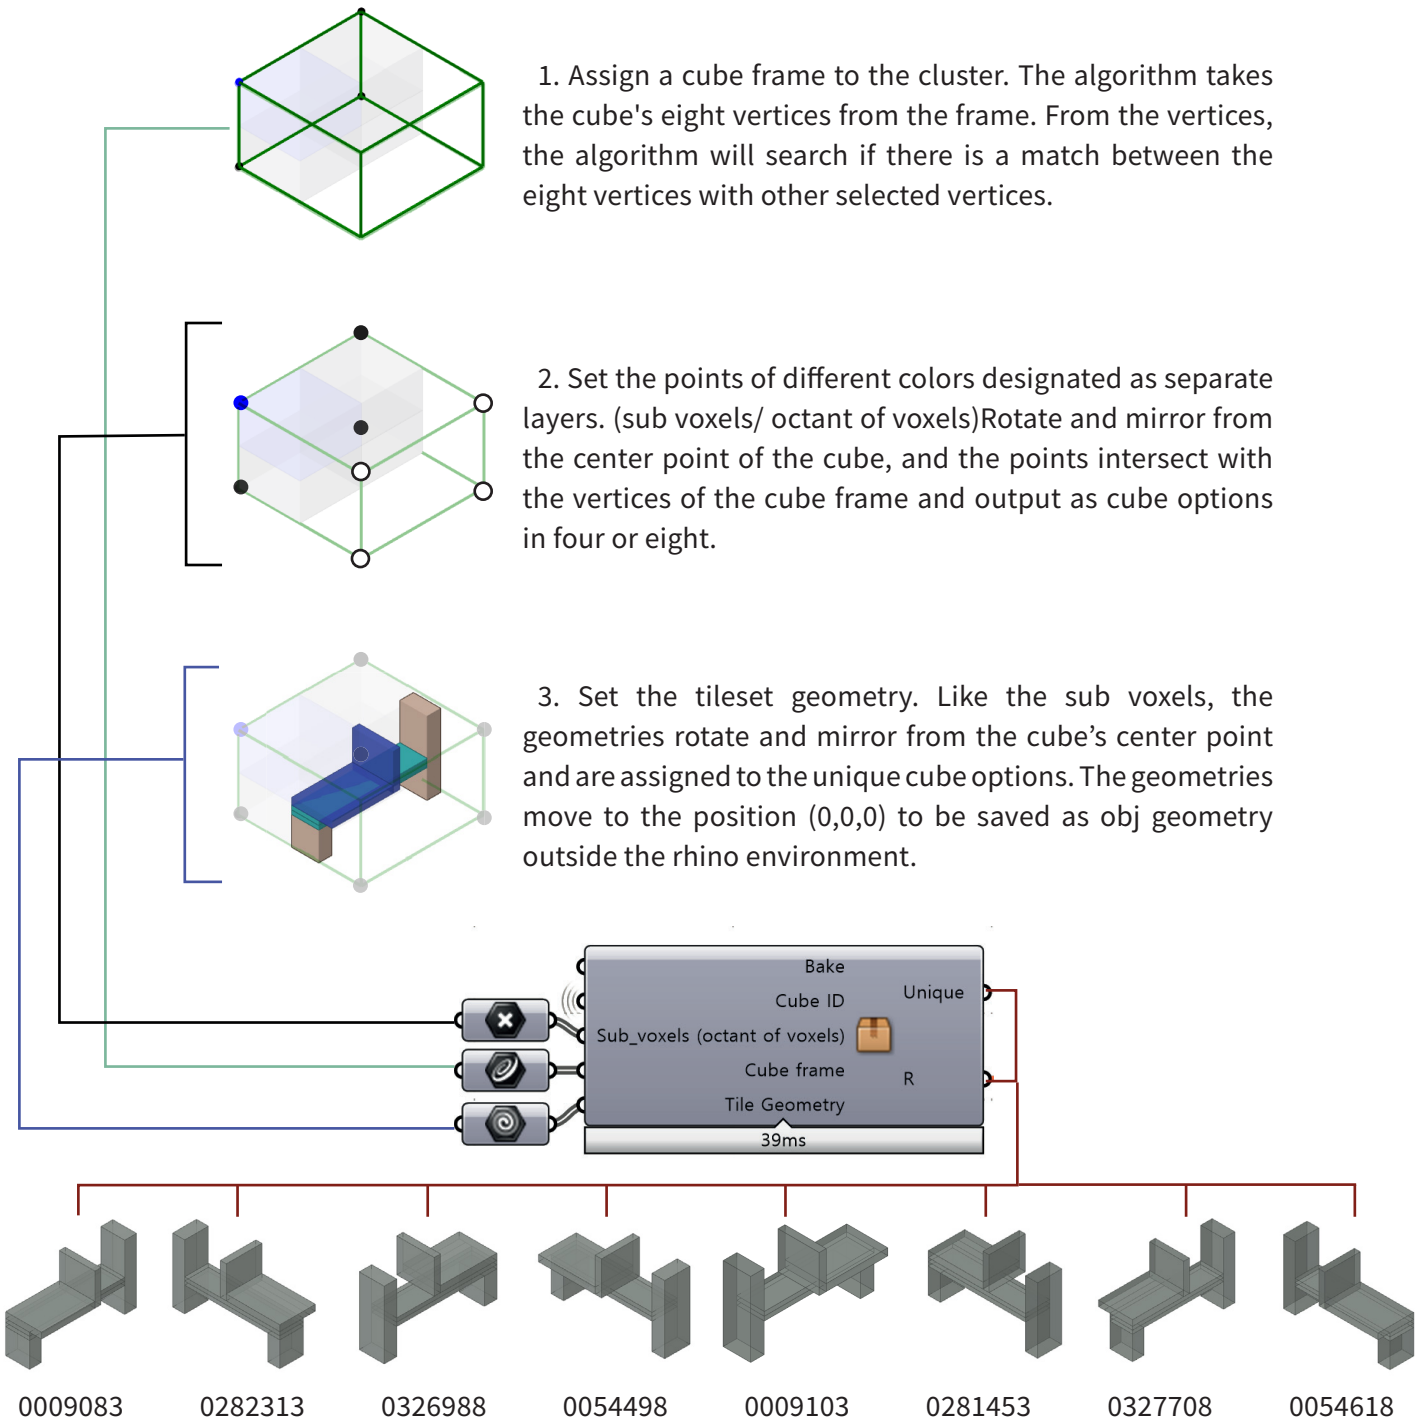 1. Assign a cube frame to the cluster. The algorithm takes
the cube's eight vertices from the frame. From the vertices,
the algorithm will search if there is a match between the
eight vertices with other selected vertices.
2. Set the points of different colors designated as separate
layers. (sub voxels/ octant of voxels)Rotate and mirror from
the center point of the cube, and the points intersect with
the vertices of the cube frame and output as cube options
in four or eight.
3. Set the tileset geometry. Like the sub voxels, the
geometries rotate and mirror from the cube’s center point
and are assigned to the unique cube options. The geometries
move to the position (0,0,0) to be saved as obj geometry
outside the rhino environment.
Bake
Cube ID
Sub_voxels (octant of voxels)
Cube frame
Tile Geometry
Unique
R
39ms
0009083 0282313 0326988 0054498 0009103 0281453 0327708 0054618